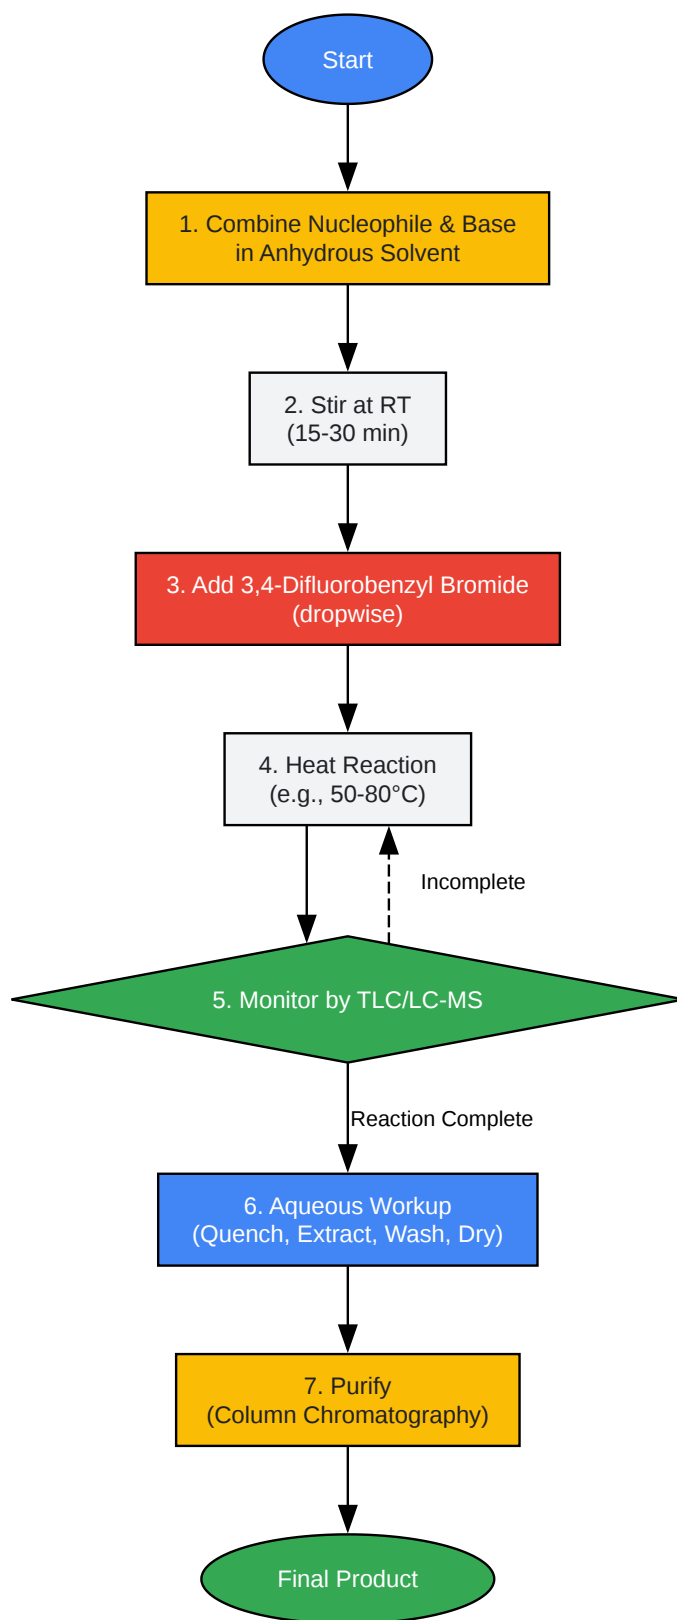 Start
1. Combine Nucleophile & Base
in Anhydrous Solvent
2. Stir at RT
(15-30 min)
3. Add 3,4-Difluorobenzyl Bromide
(dropwise)
4. Heat Reaction
(e.g., 50-80°C)
Incomplete
5. Monitor by TLC/LC-MS
Reaction Complete
6. Aqueous Workup
(Quench, Extract, Wash, Dry)
7. Purify
(Column Chromatography)
Final Product